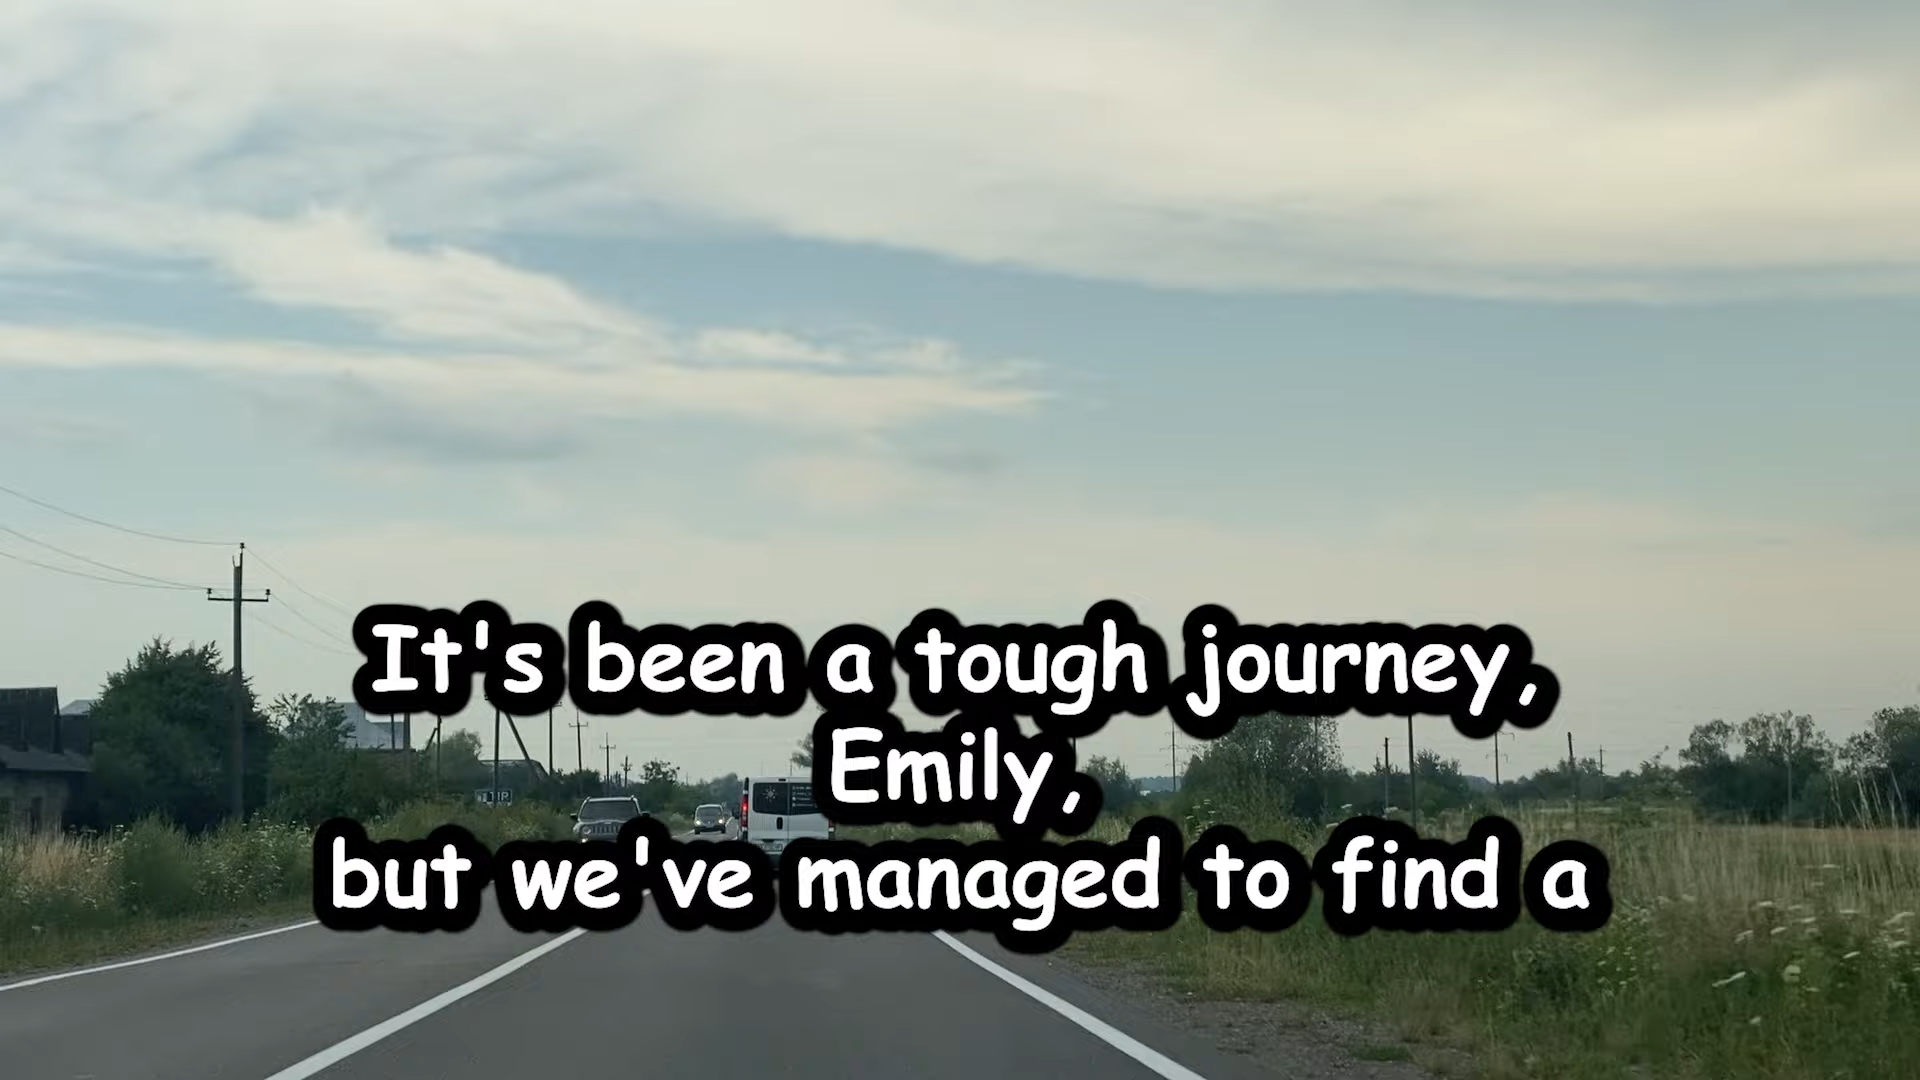 It's been a tough journey,
Emily,
but we've managed to find a